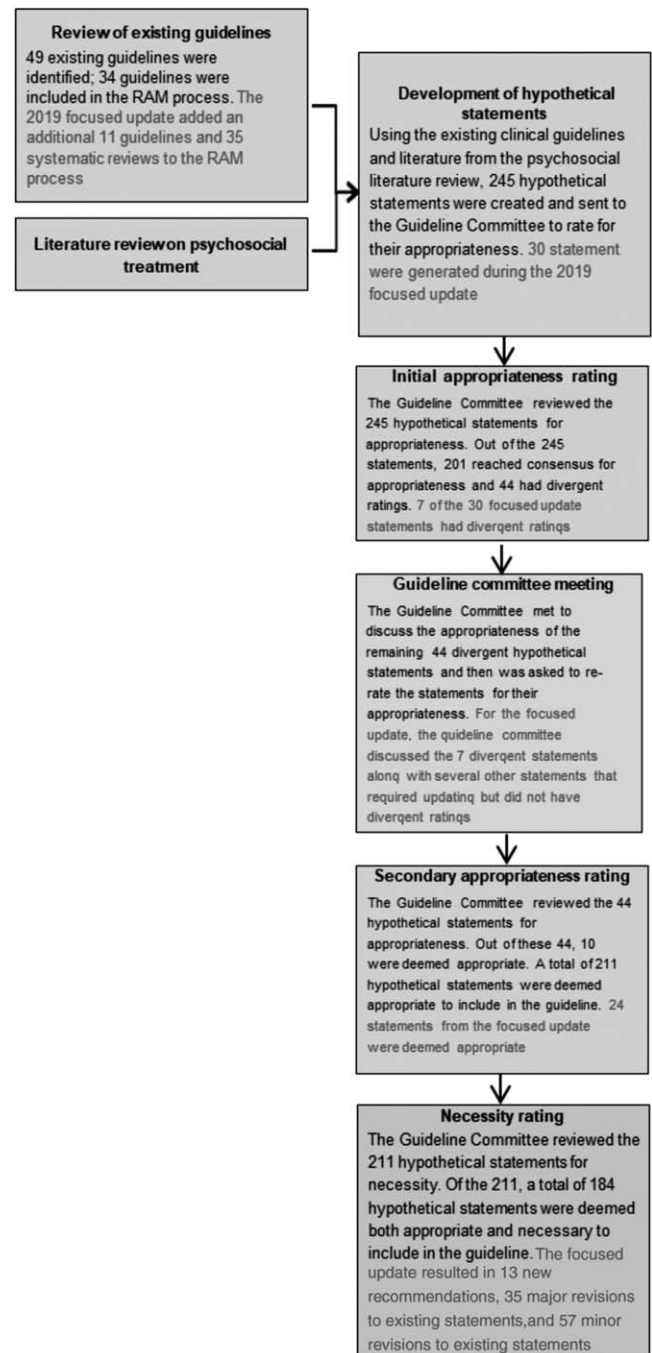 Review of existing guidelines
49 existing guidelines were
identified; 34 guidelines were
included in the RAM process. The
2019 focused update added an
additional 11 guidelines and 35
systematic reviews to the RAM
process
Literature reviewon psychosocial
treatment
Development of hypothetical
statements
Using the existing clinical guidelines
and literature from the psychosocial
literature review, 245 hypothetical
statements were created and sent to
the Guideline Committee to rate for
their appropriateness. 30 statement
were generated during the 2019
focused update
Initial appropriateness rating
The Guideline Committee reviewed the
245 hypothetical statements for
appropriateness. Out of the 245
statements, 201 reached consensus for
appropriateness and 44 had divergent
ratings. 7 of the 30 focused update
statements had divergent ratings
Guideline committee meeting
The Guideline Committee met to
discuss the appropriateness of the
remaining 44 divergent hypothetical
statements and then was asked to re-
rate the statements for their
appropriateness. For the focused
update, the guideline committee
discussed the 7 divergent statements
along with several other statements that
required updating but did not have
divergent ratings
Secondary appropriateness rating
The Guideline Committee reviewed the 44
hypothetical statements for
appropriateness. Out of these 44, 10
were deemed appropriate. A total of 211
hypothetical statements were deemed
appropriate to include in the guideline. 24
statements from the focused update
were deemed appropriate
Necessity rating
The Guideline Committee reviewed the
211 hypothetical statements for
necessity. Of the 211, a total of 184
hypothetical statements were deemed
both appropriate and necessary to
include in the guideline. The focused
update resulted in 13 new
recommendations, 35 major revisions
to existing statements,and 57 minor
revisions to existing statements